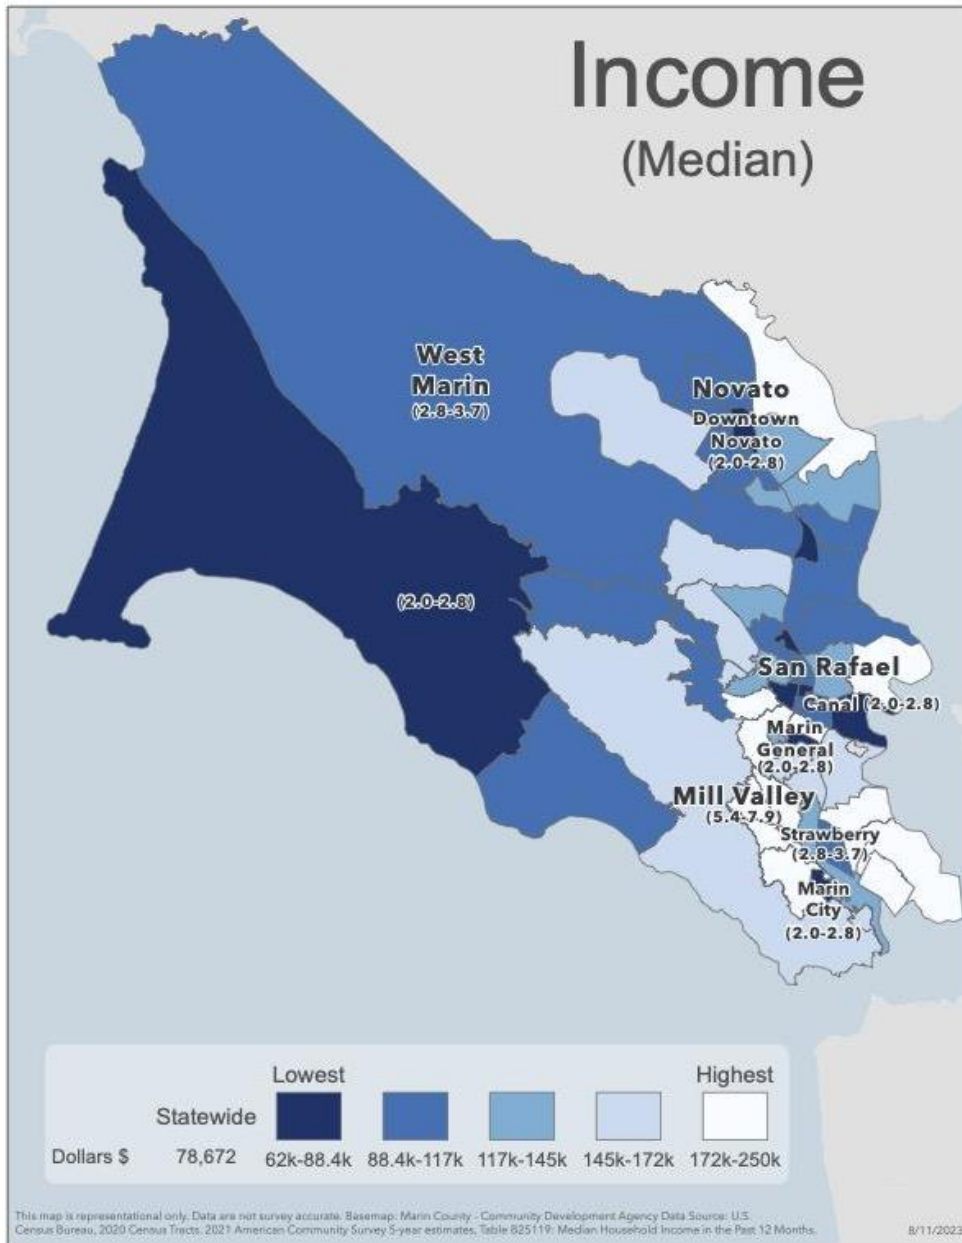 Income
(Median)
West
Marin
(2.8-3.7)
Novato
Downtown
Novato
(2.0-2.8)
(2.0-2.8)
San Rafael
Canal (2.0-2.8)
Marin
General
(2.0-2.8)
Mill Valley
(5.4-7.9)
Strawberry
(2.8-3.7)
Marin
City
(2.0-2.8)
Lowest
Highest
Statewide
Dollars $ 78,672 62k-88.4k 88.4k-117k 117k-145k 145k-172k 172k-250k
This map is representational only. Data are not survey accurate. Basemap: Marin County - Community Development Agency Data Source: U.S.
Census Bureau, 2020 Census Tracts. 2021 American Community Survey 5-year estimates, Table B25119: Median Household Income in the Past 12 Months.
8/11/2023